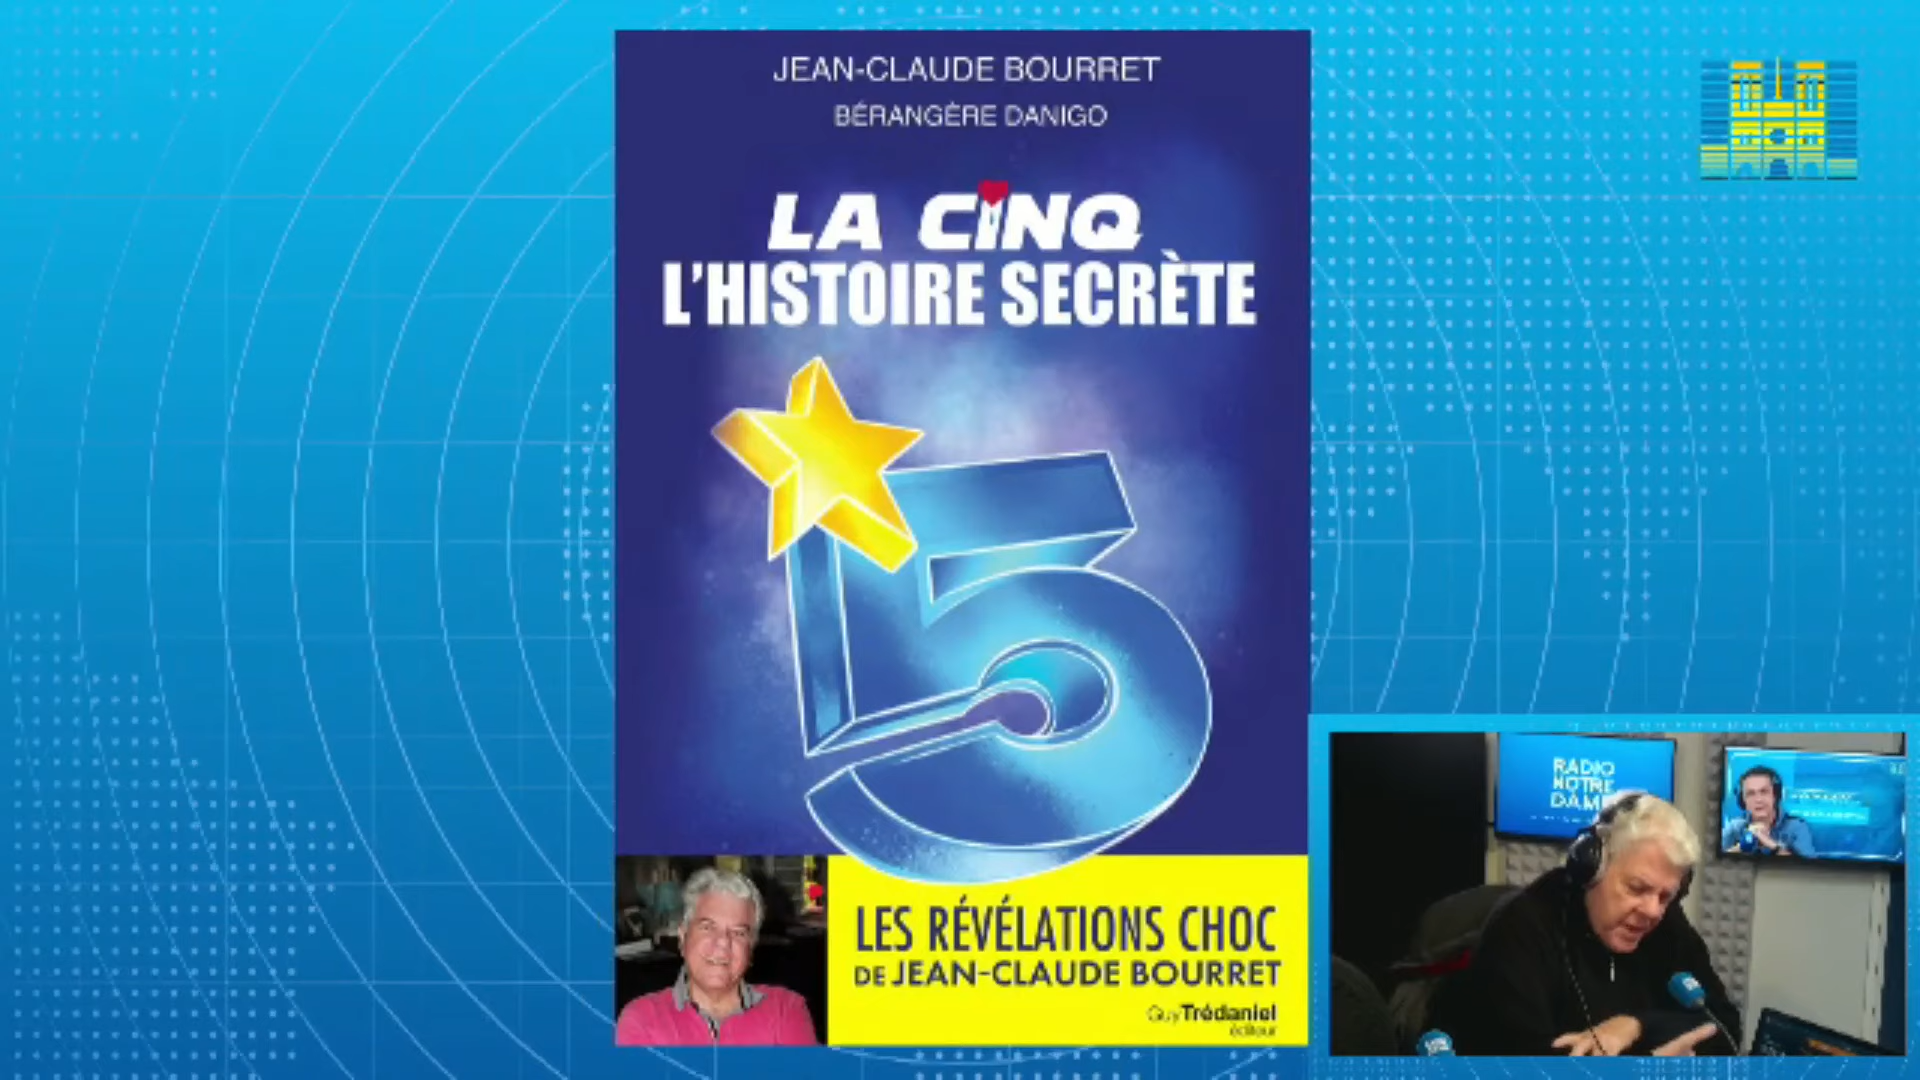 JEAN-CLAUDE BOURRET
BÉRANGÈRE DANIGO
LA CINQ
L'HISTOIRE SECRÈTE
5
LES RÉVÉLATIONS CHOC
DE JEAN-CLAUDE BOURRET
Guy Trédaniel
éditeur
RADIO
NOTRE
DAME